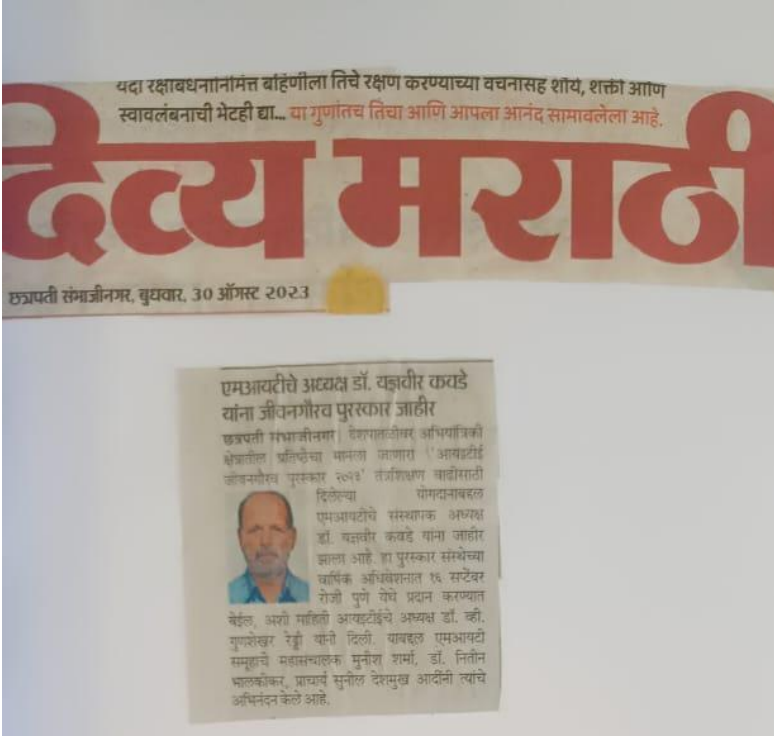 यदा रक्षाबंधनानिमित्त बहिणीला तिचे रक्षण करण्याच्या वचनासह शौर्य, शक्ती आणि
स्वावलंबनाची भेटही द्या... या गुणांतच तिचा आणि आपला आनंद सामावलेला आहे.
दिव्य मराठी
छत्रपती संभाजीनगर, बुधवार, 30 ऑगस्ट 2023
एमआयटीचे अध्यक्ष डॉ. यज्ञवीर कवडे
यांना जीवनगौरव पुरस्कार जाहीर
छत्रपती संभाजीनगर| देशपातळीवर अभियांत्रिकी
क्षेत्रातील प्रतिष्ठेचा मानला जाणारा 'आयइटीई
जीवनगौरव पुरस्कार २०२३' तंत्रशिक्षण वाढीसाठी
दिलेल्या योगदानाबद्दल
एमआयटीचे संस्थापक अध्यक्ष
डॉ. यज्ञवीर कवडे यांना जाहीर
झाला आहे. हा पुरस्कार संस्थेच्या
वार्षिक अधिवेशनात १६ सप्टेंबर
रोजी पुणे येथे प्रदान करण्यात
येईल, अशी माहिती आयइटीईचे अध्यक्ष डॉ. व्ही.
गुणशेखर रेड्डी यांनी दिली. याबद्दल एमआयटी
समूहाचे महासंचालक मुनीश शर्मा, डॉ. नितीन
भालकीकर, प्राचार्य सुनील देशमुख आदींनी त्यांचे
अभिनंदन केले आहे.